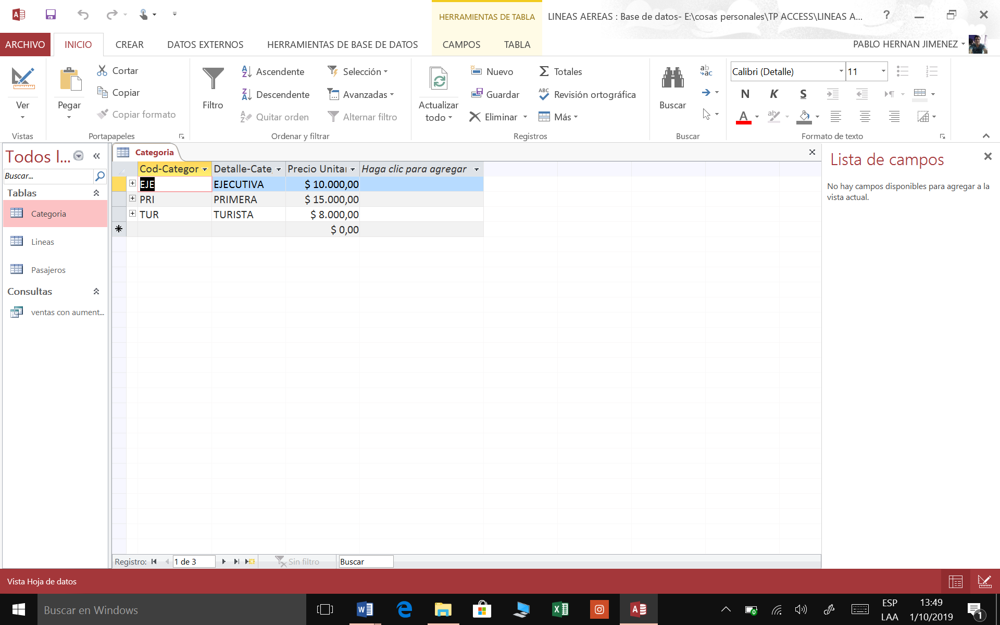 HERRAMIENTAS DE TABLA
LINEAS AEREAS : Base de datos- E:\cosas personales\TP ACCESS\LINEAS A...
?
ARCHIVO
INICIO
CREAR
DATOS EXTERNOS
HERRAMIENTAS DE BASE DE DATOS
CAMPOS
TABLA
PABLO HERNAN JIMENEZ
Ver
Vistas
Pegar
Cortar
Copiar
Copiar formato
Portapapeles
Filtro
Ascendente
Descendente
Quitar orden
Selección
Avanzadas
Alternar filtro
Ordenar y filtrar
Actualizar
todo
Nuevo
Guardar
Eliminar
Totales
Revisión ortográfica
Más
Registros
Buscar
Buscar
Calibri (Detalle)
11
N K S
Formato de texto
Todos l...
Buscar...
Tablas
Categoria
Lineas
Pasajeros
Consultas
ventas con aument...
Categoria
Cod-Categor Detalle-Cate Precio Unitar Haga clic para agregar
EJE EJECUTIVA $ 10.000,00
PRI PRIMERA $ 15.000,00
TUR TURISTA $ 8.000,00
$ 0,00
Lista de campos
No hay campos disponibles para agregar a la
vista actual.
Registro: 1 de 3 Sin filtro Buscar
Vista Hoja de datos
Buscar en Windows
ESP
LAA
13:49
1/10/2019
1